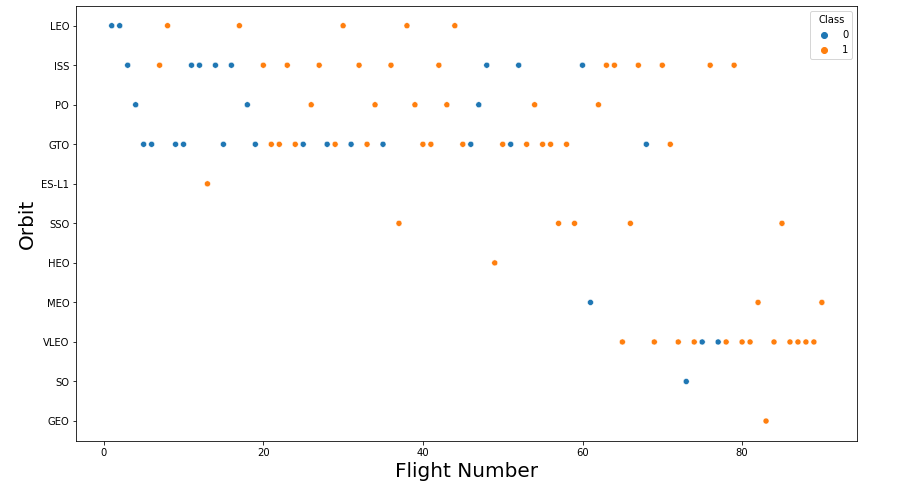 LEO
ISS
PO
GTO
ES-L1
SSO
HEO
MEO
VLEO
SO
GEO
Orbit
0 20 40 60 80
Flight Number
Class
0
1